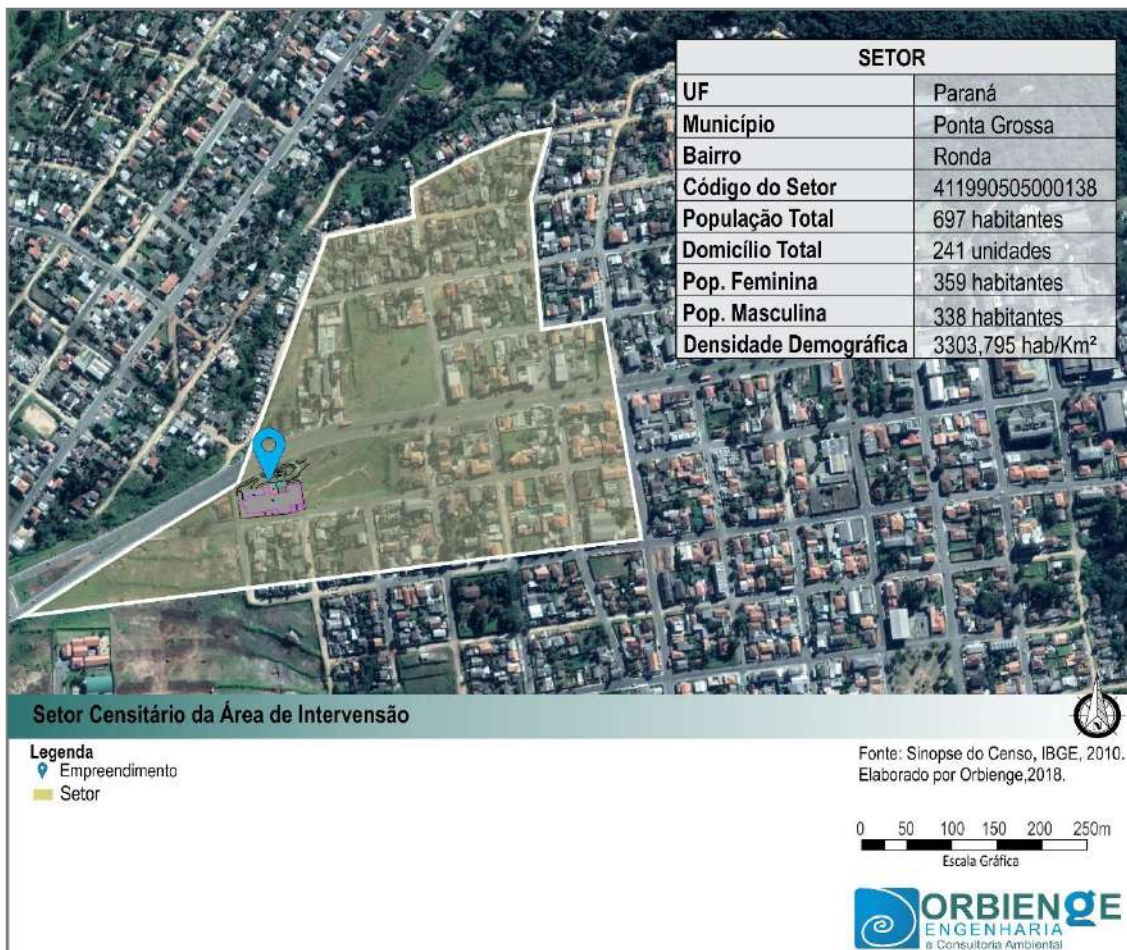 SETOR
UF Paraná
Município Ponta Grossa
Bairro Ronda
Código do Setor 411990505000138
População Total 697 habitantes
Domicílio Total 241 unidades
Pop. Feminina 359 habitantes
Pop. Masculina 338 habitantes
Densidade Demográfica 3303,795 hab/Km²
Setor Censitário da Área de Intervensão
Legenda
Empreendimento
Setor
Fonte: Sinopse do Censo, IBGE, 2010.
Elaborado por Orbienge,2018.
0 50 100 150 200 250m
Escala Gráfica
ORBIENGE
ENGENHARIA
e Consultoria Ambiental